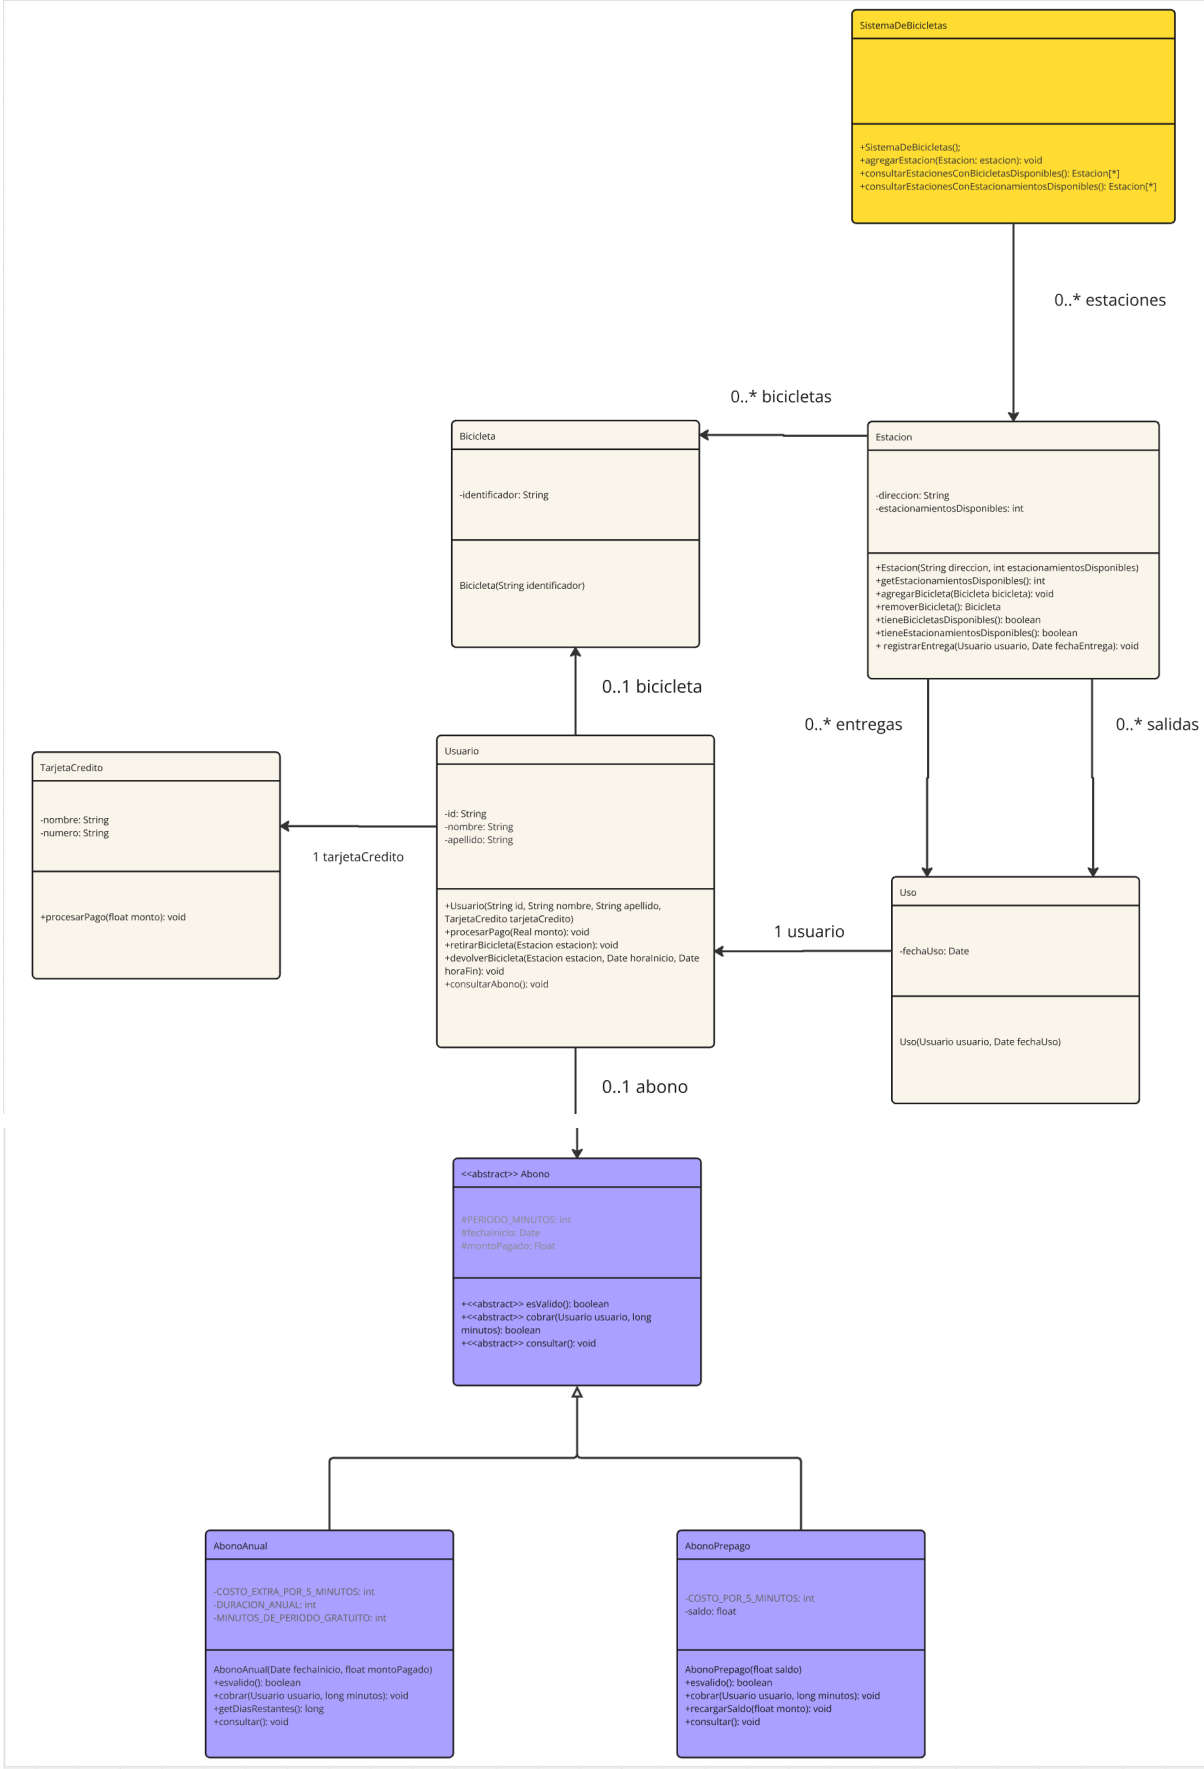 SistemaDeBicicletas
+SistemaDeBicicletas();
+agregarEstacion(Estacion: estacion): void
+consultarEstacionesConBicicletasDisponibles(): Estacion[*]
+consultarEstacionesConEstacionamientosDisponibles(): Estacion[*]
0..* estaciones
0..* bicicletas
Bicicleta
-identificador: String
Bicicleta(String identificador)
Estacion
-direccion: String
-estacionamientosDisponibles: int
+Estacion(String direccion, int estacionamientosDisponibles)
+getEstacionamientosDisponibles(): int
+agregarBicicleta(Bicicleta bicicleta): void
+removerBicicleta(): Bicicleta
+tieneBicicletasDisponibles(): boolean
+tieneEstacionamientosDisponibles(): boolean
+ registrarEntrega(Usuario usuario, Date fechaEntrega): void
0..1 bicicleta
0..* entregas
0..* salidas
TarjetaCredito
-nombre: String
-numero: String
+procesarPago(float monto): void
1 tarjetaCredito
Usuario
-id: String
-nombre: String
-apellido: String
+Usuario(String id, String nombre, String apellido,
TarjetaCredito tarjetaCredito)
+procesarPago(Real monto): void
+retirarBicicleta(Estacion estacion): void
+devolverBicicleta(Estacion estacion, Date horaInicio, Date
horaFin): void
+consultarAbono(): void
1 usuario
Uso
-fechaUso: Date
Uso(Usuario usuario, Date fechaUso)
0..1 abono
<<abstract>> Abono
#PERIODO_MINUTOS: int
#fechaInicio: Date
#montoPagado: Float
+<<abstract>> esValido(): boolean
+<<abstract>> cobrar(Usuario usuario, long
minutos): boolean
+<<abstract>> consultar(): void
AbonoAnual
-COSTO_EXTRA_POR_5_MINUTOS: int
-DURACION_ANUAL: int
-MINUTOS_DE_PERIODO_GRATUITO: int
AbonoAnual(Date fechaInicio, float montoPagado)
+esvalido(): boolean
+cobrar(Usuario usuario, long minutos): void
+getDiasRestantes(): long
+consultar(): void
AbonoPrepago
-COSTO_POR_5_MINUTOS: int
-saldo: float
AbonoPrepago(float saldo)
+esvalido(): boolean
+cobrar(Usuario usuario, long minutos): void
+recargarSaldo(float monto): void
+consultar(): void